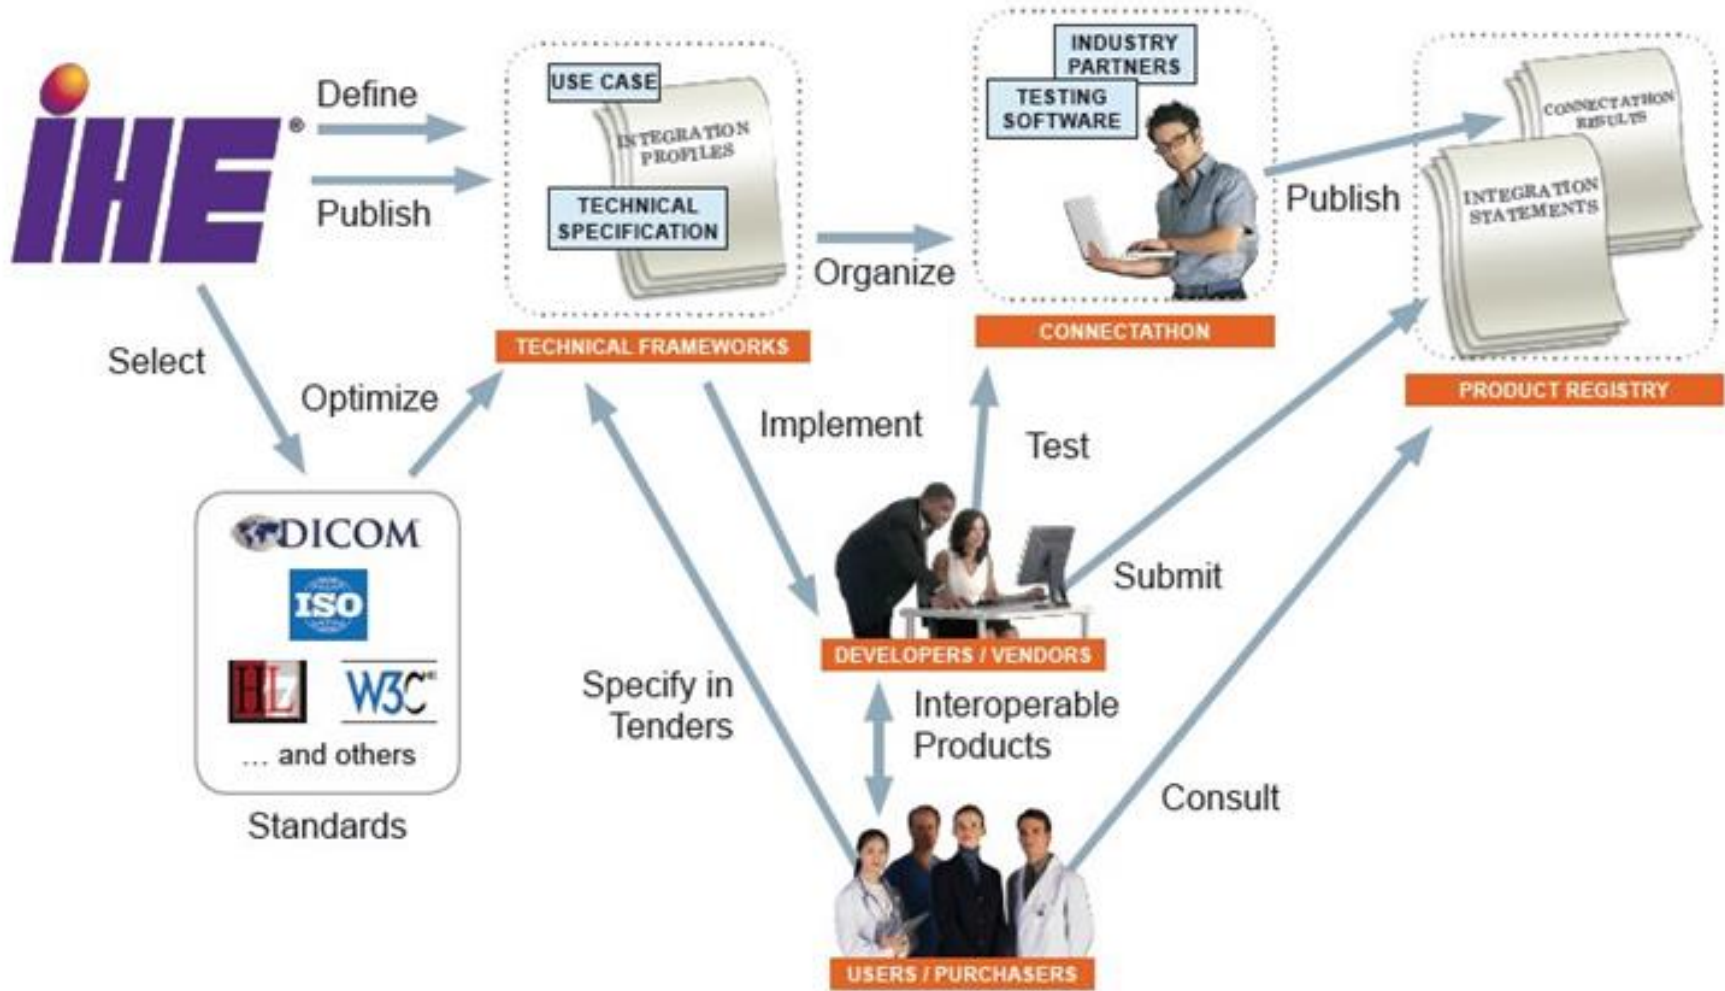 iHE®
Define
Publish
USE CASE
INTEGRATION
PROFILES
TECHNICAL
SPECIFICATION
TECHNICAL FRAMEWORKS
Organize
INDUSTRY
PARTNERS
TESTING
SOFTWARE
CONNECTATHON
Publish
CONNECTATHON
RESULTS
INTEGRATION
STATEMENTS
PRODUCT REGISTRY
Select
Optimize
Implement
Test
Submit
DICOM
ISO
HL7
W3C®
... and others
Standards
DEVELOPERS / VENDORS
Specify in
Tenders
Interoperable
Products
Consult
USERS / PURCHASERS